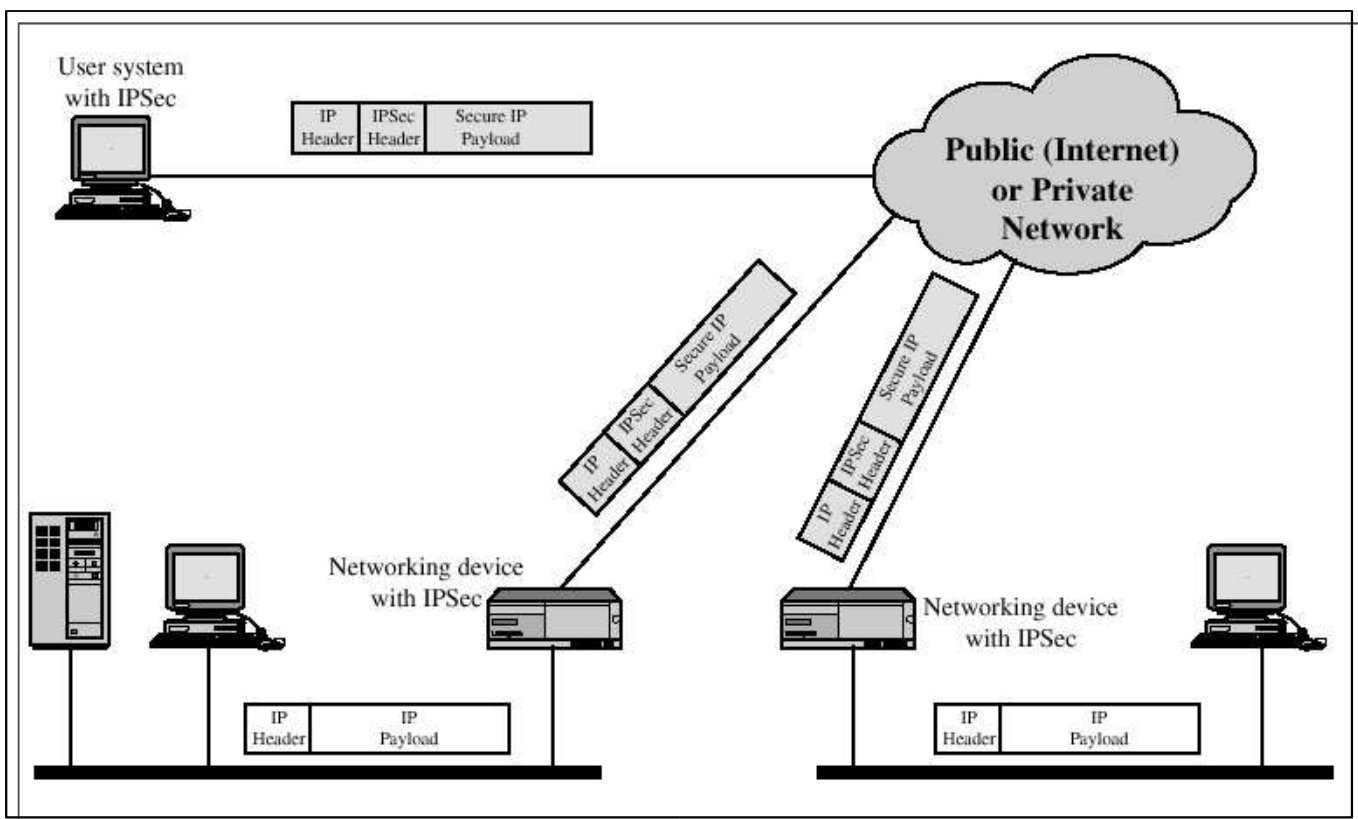 User system
with IPSec
IP
Header
IPSec
Header
Secure IP
Payload
Public (Internet)
or Private
Network
IP
Header
IPSec
Header
Secure IP
Payload
IP
Header
IPSec
Header
Secure IP
Payload
Networking device
with IPSec
Networking device
with IPSec
IP
Header
IP
Payload
IP
Header
IP
Payload